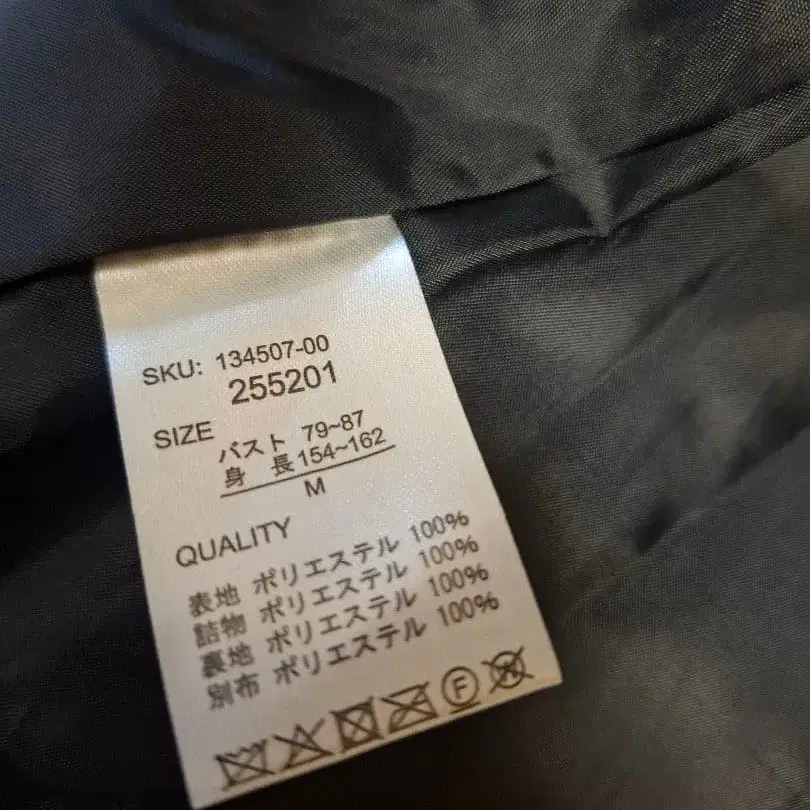 SKU: 134507-00
255201
SIZE
バスト 79~87
身 長 154~162
M
QUALITY
表地 ポリエステル 100%
詰物 ポリエステル 100%
裏地 ポリエステル 100%
別布 ポリエステル 100%
F